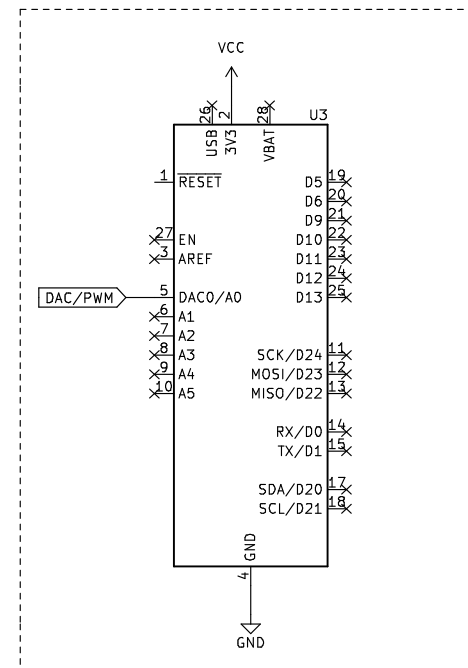 VCC
U3
26
USB
2
3V3
28
VBAT
1
RESET
27
EN
3
AREF
DAC/PWM
5
DAC0/A0
6
A1
7
A2
8
A3
9
A4
10
A5
D5
19
D6
20
D9
21
D10
22
D11
23
D12
24
D13
25
SCK/D24
11
MOSI/D23
12
MISO/D22
13
RX/D0
14
TX/D1
15
SDA/D20
17
SCL/D21
18
GND
4
GND